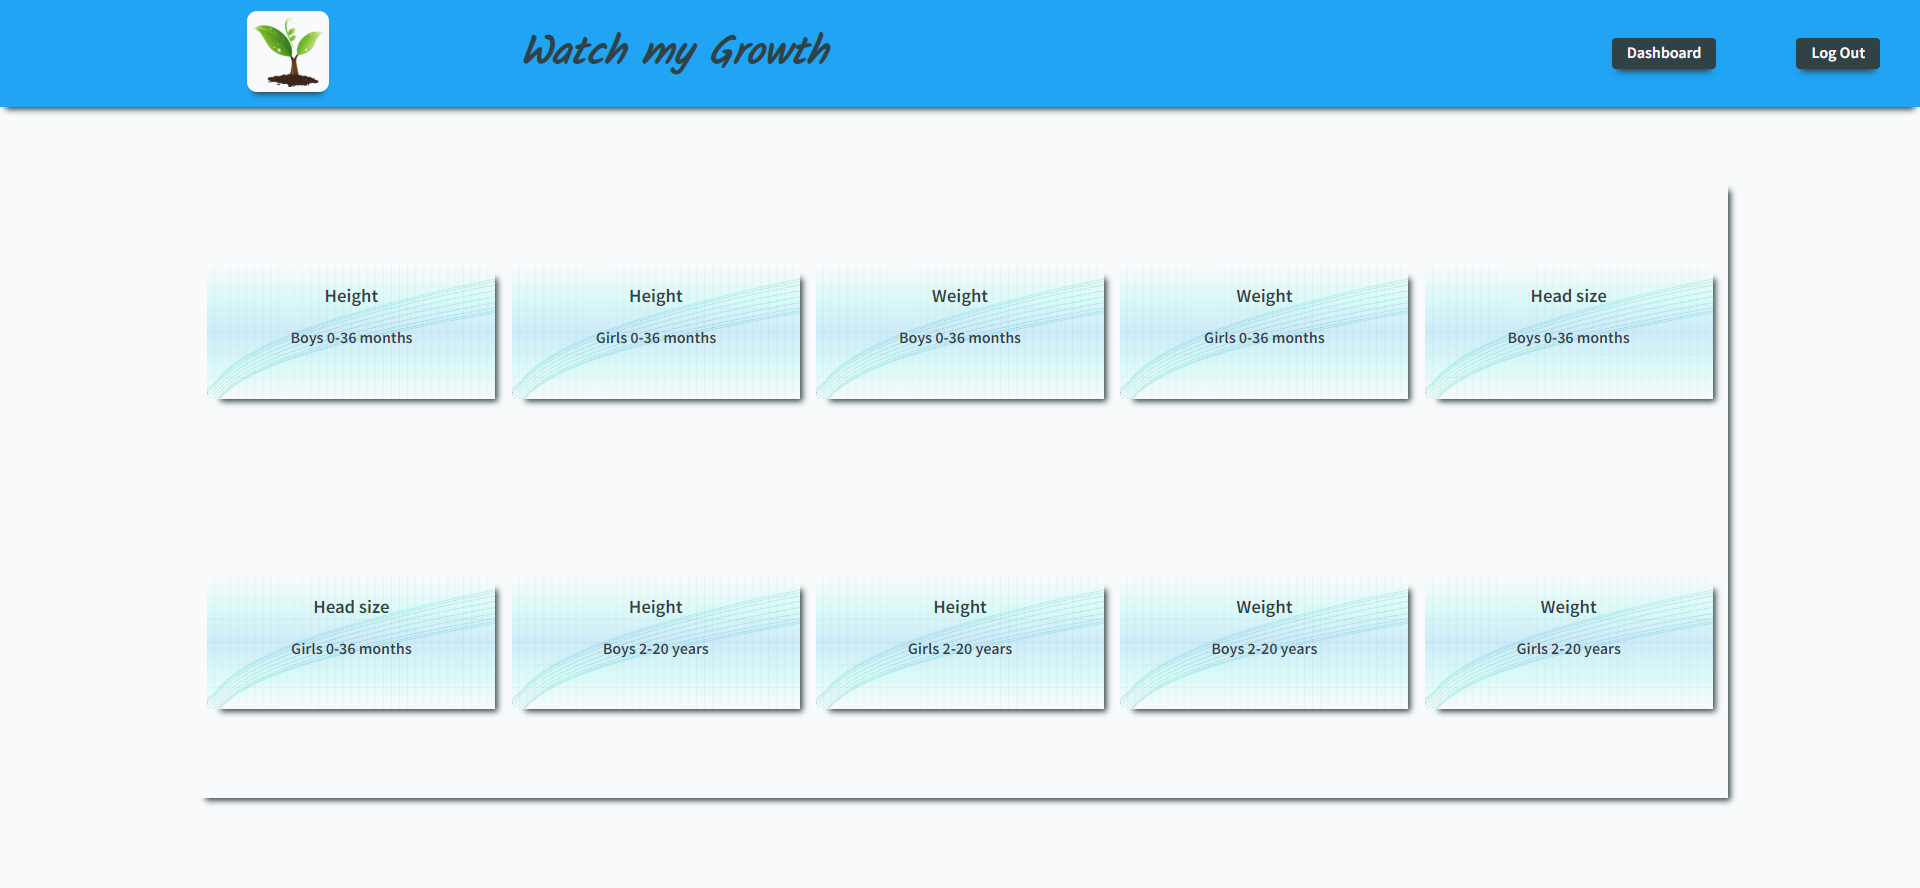 Watch my Growth
Dashboard
Log Out
Height
Boys 0-36 months
Height
Girls 0-36 months
Weight
Boys 0-36 months
Weight
Girls 0-36 months
Head size
Boys 0-36 months
Head size
Girls 0-36 months
Height
Boys 2-20 years
Height
Girls 2-20 years
Weight
Boys 2-20 years
Weight
Girls 2-20 years